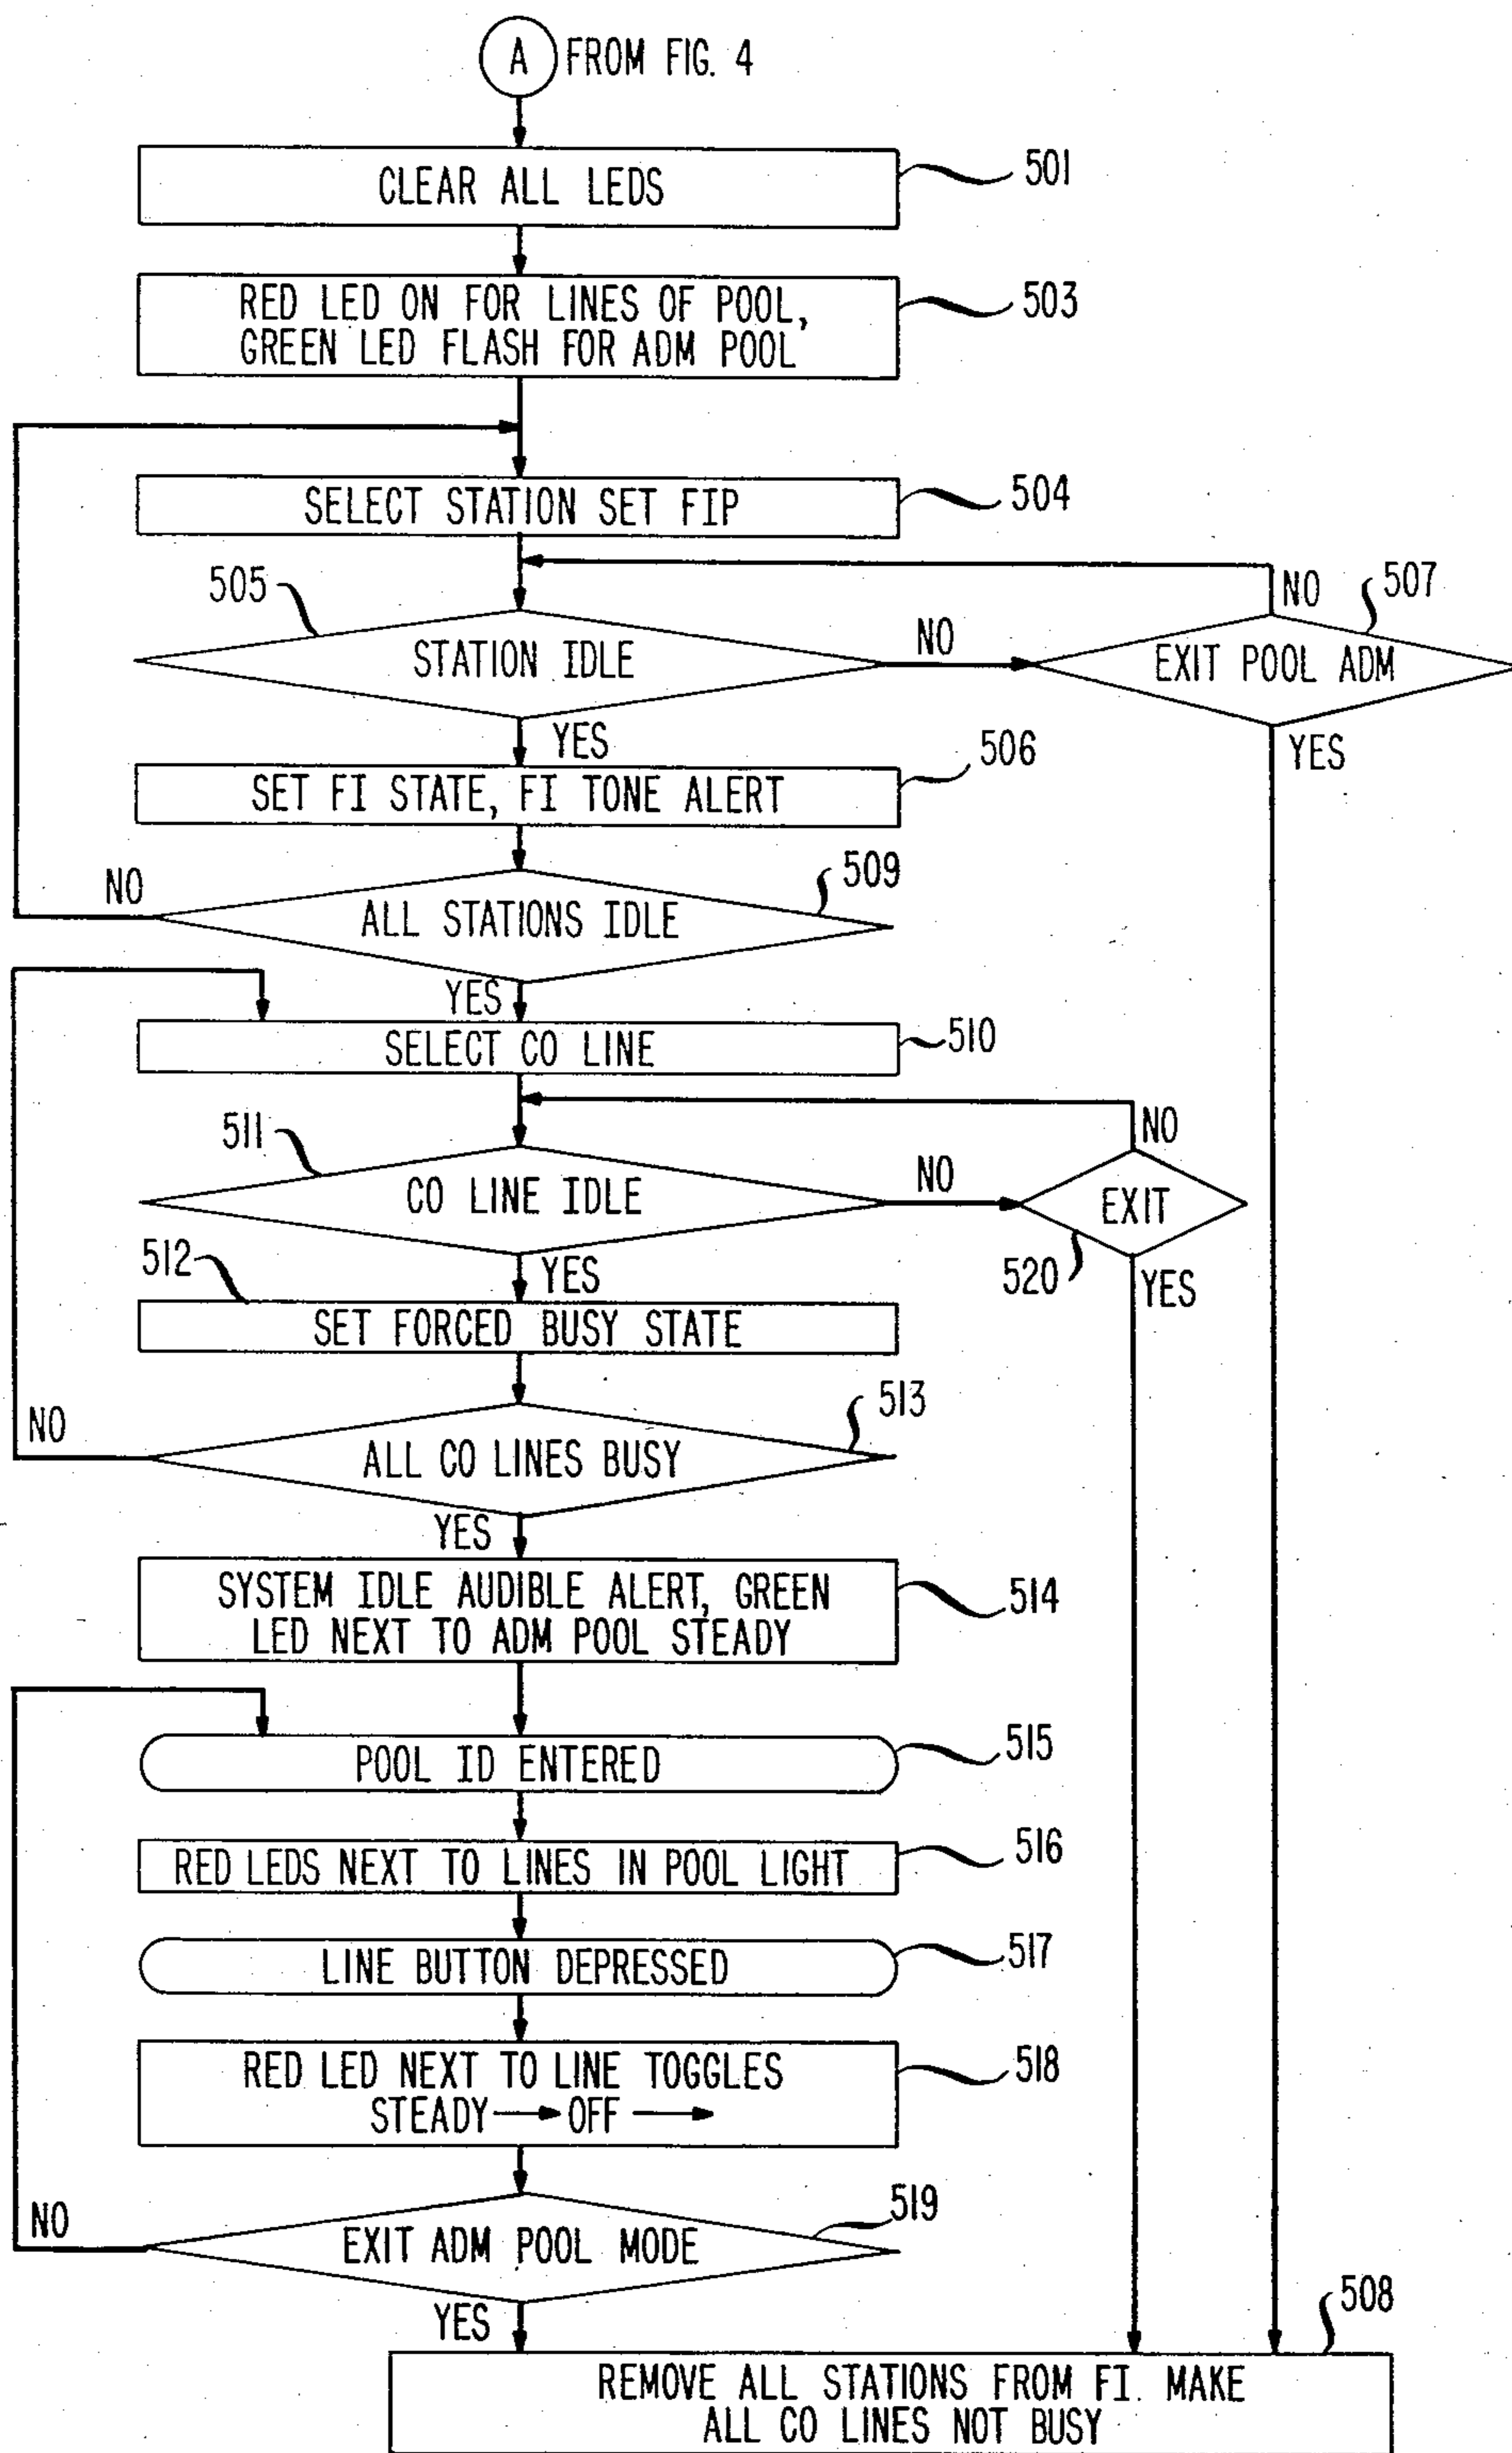 A FROM FIG. 4
CLEAR ALL LEDS
501
RED LED ON FOR LINES OF POOL,
GREEN LED FLASH FOR ADM POOL
503
SELECT STATION SET FIP
504
505
STATION IDLE
NO
EXIT POOL ADM
NO
507
YES
YES
SET FI STATE, FI TONE ALERT
506
NO
ALL STATIONS IDLE
509
YES
SELECT CO LINE
510
511
CO LINE IDLE
NO
EXIT
NO
520
YES
YES
512
SET FORCED BUSY STATE
NO
ALL CO LINES BUSY
513
YES
SYSTEM IDLE AUDIBLE ALERT, GREEN
LED NEXT TO ADM POOL STEADY
514
POOL ID ENTERED
515
RED LEDS NEXT TO LINES IN POOL LIGHT
516
LINE BUTTON DEPRESSED
517
RED LED NEXT TO LINE TOGGLES
STEADY → OFF →
518
NO
EXIT ADM POOL MODE
519
YES
508
REMOVE ALL STATIONS FROM FI. MAKE
ALL CO LINES NOT BUSY